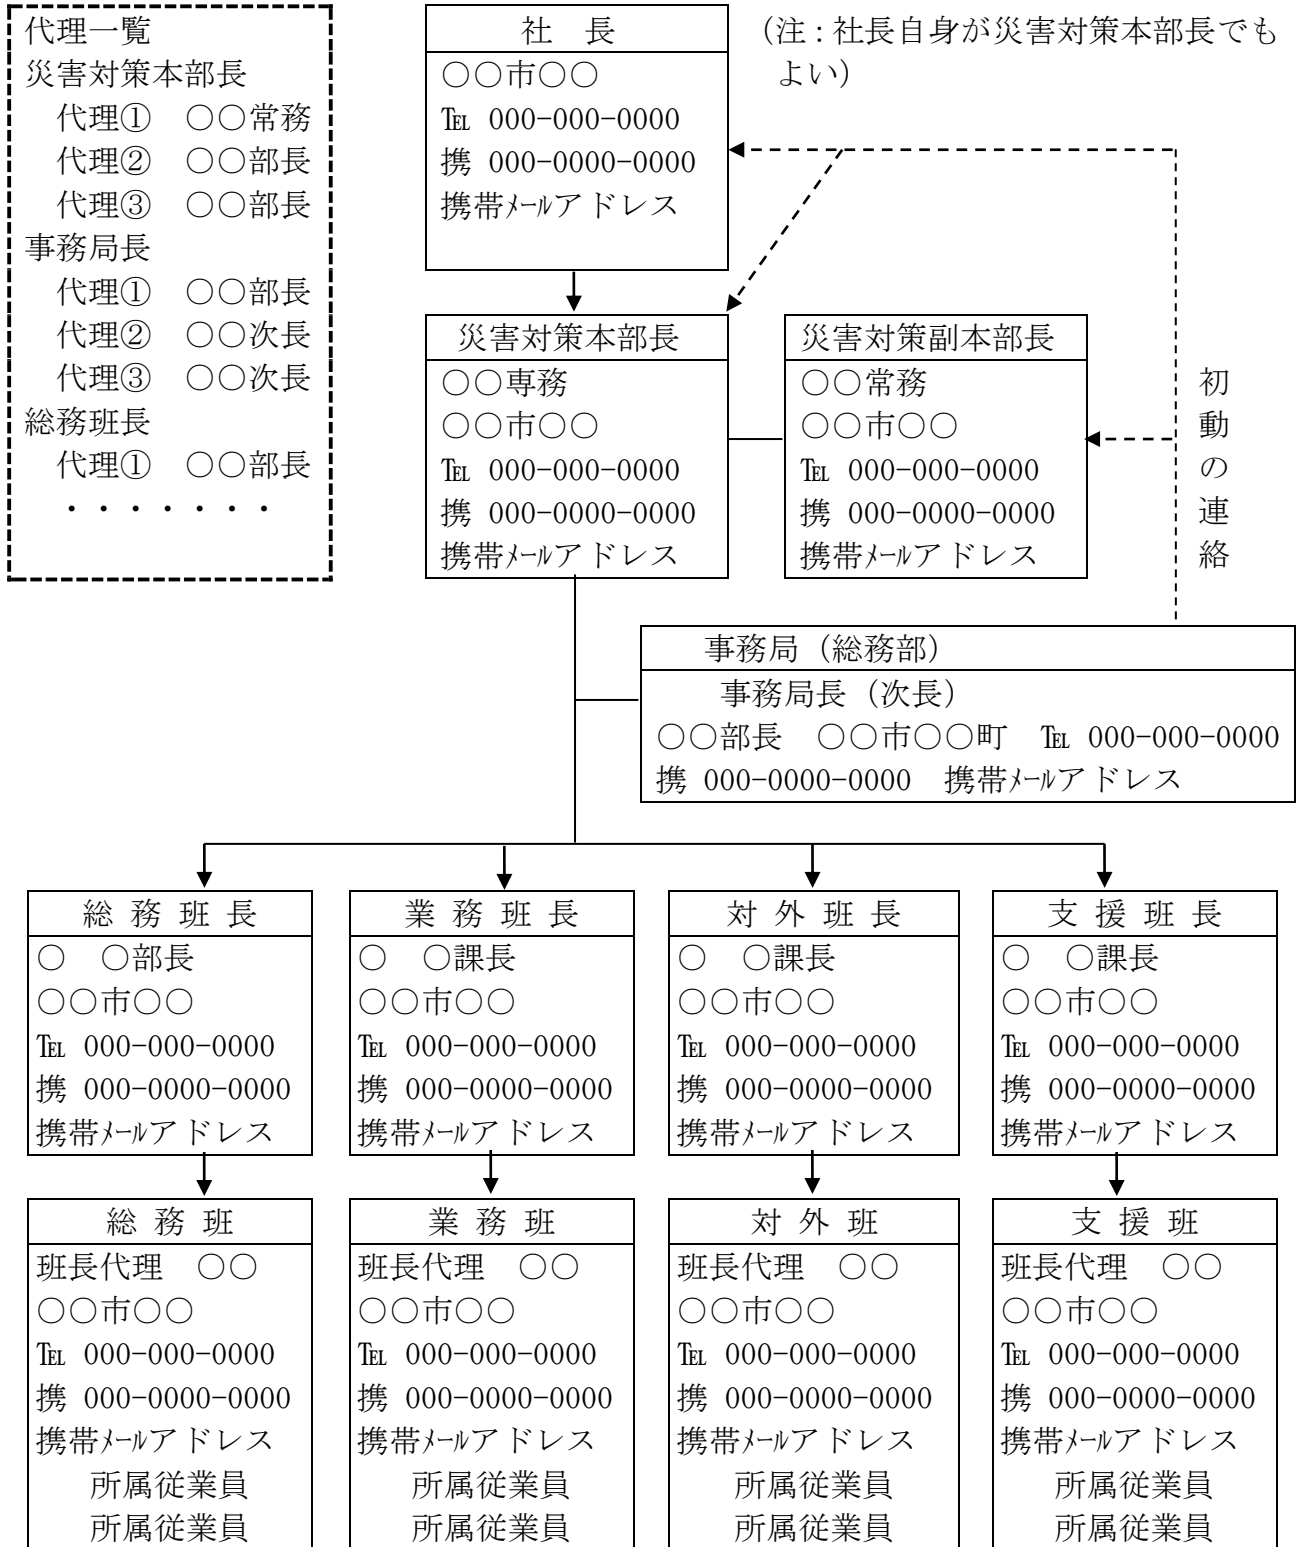 代理一覧
災害対策本部長
代理①　○○常務
代理②　○○部長
代理③　○○部長
事務局長
代理①　○○部長
代理②　○○次長
代理③　○○次長
総務班長
代理①　○○部長
・・・・・・・
社　長
○○市○○
℡ 000-000-0000
携 000-0000-0000
携帯ﾒｰﾙアドレス
（注：社長自身が災害対策本部長でも
よい）
災害対策本部長
○○専務
○○市○○
℡ 000-000-0000
携 000-0000-0000
携帯ﾒｰﾙアドレス
災害対策副本部長
○○常務
○○市○○
℡ 000-000-0000
携 000-0000-0000
携帯ﾒｰﾙアドレス
初動の連絡
事務局（総務部）
事務局長（次長）
○○部長　○○市○○町　℡ 000-000-0000
携 000-0000-0000　携帯ﾒｰﾙアドレス
総 務 班 長
○　○部長
○○市○○
℡ 000-000-0000
携 000-0000-0000
携帯ﾒｰﾙアドレス
業 務 班 長
○　○課長
○○市○○
℡ 000-000-0000
携 000-0000-0000
携帯ﾒｰﾙアドレス
対 外 班 長
○　○課長
○○市○○
℡ 000-000-0000
携 000-0000-0000
携帯ﾒｰﾙアドレス
支 援 班 長
○　○課長
○○市○○
℡ 000-000-0000
携 000-0000-0000
携帯ﾒｰﾙアドレス
総 務 班
班長代理　○○
○○市○○
℡ 000-000-0000
携 000-0000-0000
携帯ﾒｰﾙアドレス
所属従業員
所属従業員
業 務 班
班長代理　○○
○○市○○
℡ 000-000-0000
携 000-0000-0000
携帯ﾒｰﾙアドレス
所属従業員
所属従業員
対 外 班
班長代理　○○
○○市○○
℡ 000-000-0000
携 000-0000-0000
携帯ﾒｰﾙアドレス
所属従業員
所属従業員
支 援 班
班長代理　○○
○○市○○
℡ 000-000-0000
携 000-0000-0000
携帯ﾒｰﾙアドレス
所属従業員
所属従業員